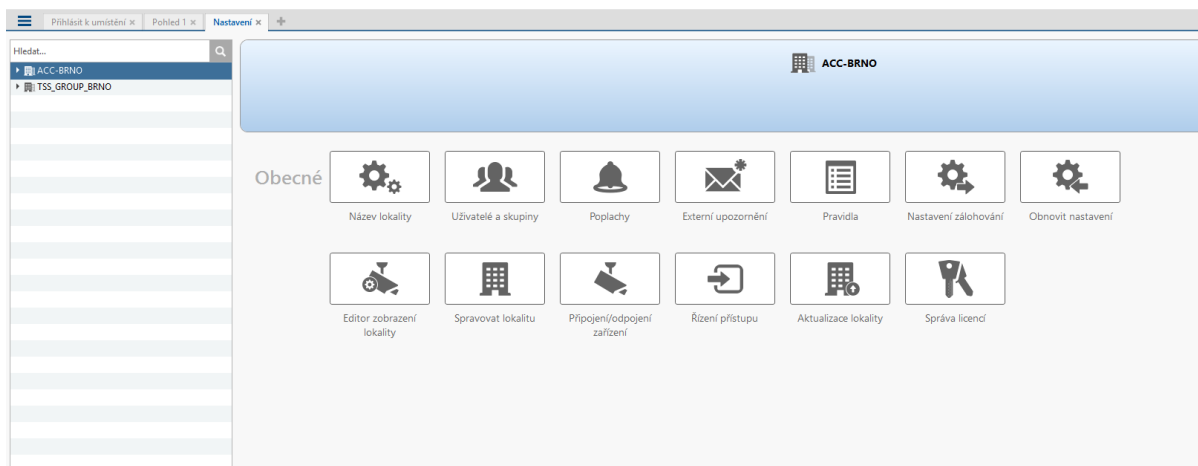 Přihlásit k umístění × Pohled 1 × Nastavení × +
Hledat...
ACC-BRNO
TSS_GROUP_BRNO
ACC-BRNO
Obecné
Název lokality Uživatelé a skupiny Poplachy Externí upozornění Pravidla Nastavení zálohování Obnovit nastavení
Editor zobrazení lokality Spravovat lokalitu Připojení/odpojení zařízení Řízení přístupu Aktualizace lokality Správa licencí